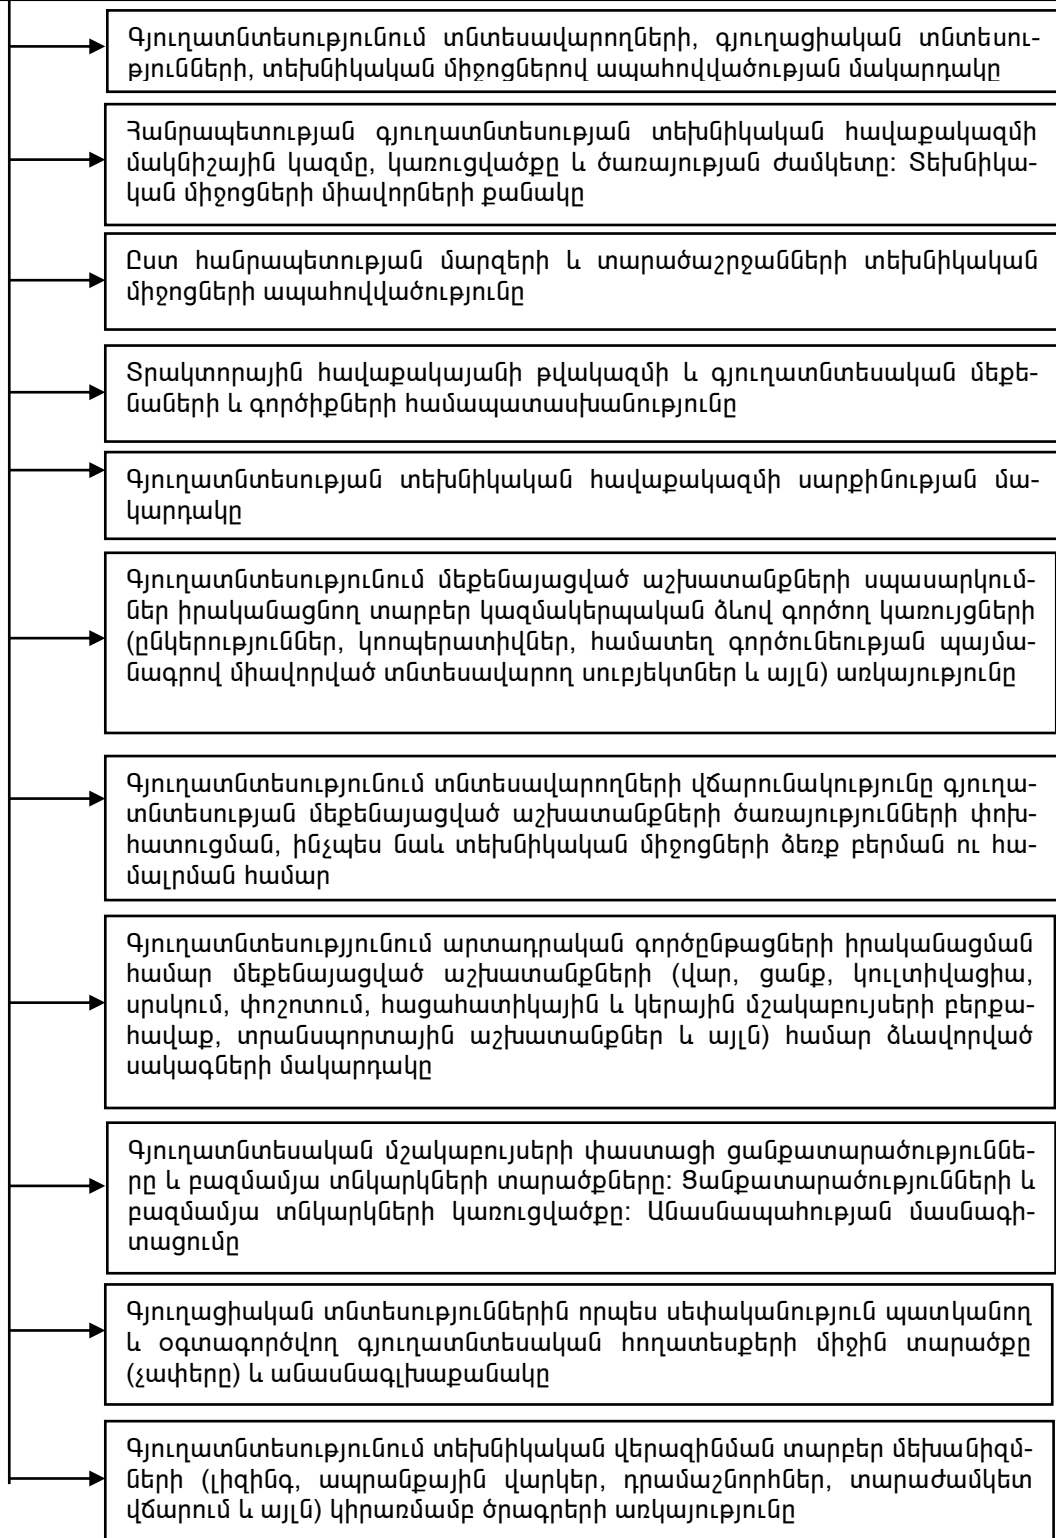 Գյուղատնտեսությունում տնտեսավարողների, գյուղացիական տնտեսու-
թյունների, տեխնիկական միջոցներով ապահովվածության մակարդակը
Հանրապետության գյուղատնտեսության տեխնիկական հավաքակազմի
մակնիշային կազմը, կառուցվածքը և ծառայության ժամկետը: Տեխնիկա-
կան միջոցների միավորների քանակը
Ըստ հանրապետության մարզերի և տարածաշրջանների տեխնիկական
միջոցների ապահովվածությունը
Տրակտորային հավաքակայանի թվակազմի և գյուղատնտեսական մեքե-
նաների և գործիքների համապատասխանությունը
Գյուղատնտեսության տեխնիկական հավաքակազմի սարքինության մա-
կարդակը
Գյուղատնտեսությունում մեքենայացված աշխատանքների սպասարկում-
ներ իրականացնող տարբեր կազմակերպական ձևով գործող կառույցների
(ընկերություններ, կոոպերատիվներ, համատեղ գործունեության պայմա-
նագրով միավորված տնտեսավարող սուբյեկտներ և այլն) առկայությունը
Գյուղատնտեսությունում տնտեսավարողների վճարունակությունը գյուղա-
տնտեսության մեքենայացված աշխատանքների ծառայությունների փոխ-
հատուցման, ինչպես նաև տեխնիկական միջոցների ձեռք բերման ու հա-
մալրման համար
Գյուղատնտեսությյունում արտադրական գործընթացների իրականացման
համար մեքենայացված աշխատանքների (վար, ցանք, կուլտիվացիա,
սրսկում, փոշոտում, հացահատիկային և կերային մշակաբույսերի բերքա-
հավաք, տրանսպորտային աշխատանքներ և այլն) համար ձևավորված
սակագների մակարդակը
Գյուղատնտեսական մշակաբույսերի փաստացի ցանքատարածություննե-
րը և բազմամյա տնկարկների տարածքները: Ցանքատարածությունների և
բազմամյա տնկարկների կառուցվածքը: Անասնապահության մասնագի-
տացումը
Գյուղացիական տնտեսություններին որպես սեփականություն պատկանող
և օգտագործվող գյուղատնտեսական հողատեսքերի միջին տարածքը
(չափերը) և անասնագլխաքանակը
Գյուղատնտեսությունում տեխնիկական վերազինման տարբեր մեխանիզմ-
ների (լիզինգ, ապրանքային վարկեր, դրամաշնորհներ, տարաժամկետ
վճարում և այլն) կիրառմամբ ծրագրերի առկայությունը